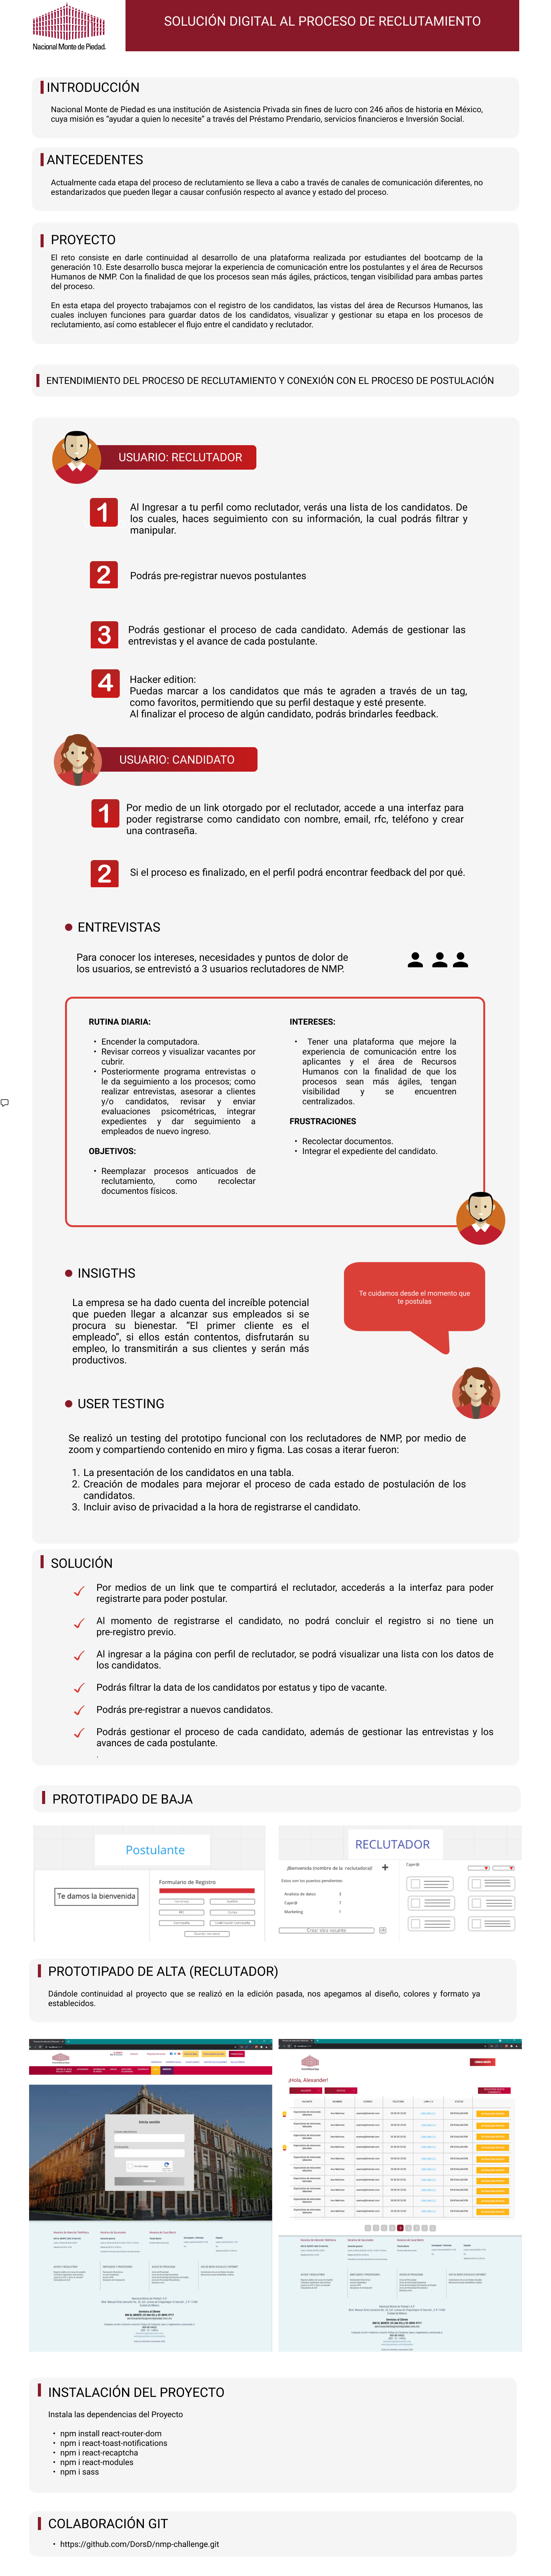 Nacional Monte de Piedad.
SOLUCIÓN DIGITAL AL PROCESO DE RECLUTAMIENTO
INTRODUCCIÓN
Nacional Monte de Piedad es una institución de Asistencia Privada sin fines de lucro con 246 años de historia en México,
cuya misión es “ayudar a quien lo necesite” a través del Préstamo Prendario, servicios financieros e Inversión Social.
ANTECEDENTES
Actualmente cada etapa del proceso de reclutamiento se lleva a cabo a través de canales de comunicación diferentes, no
estandarizados que pueden llegar a causar confusión respecto al avance y estado del proceso.
PROYECTO
El reto consiste en darle continuidad al desarrollo de una plataforma realizada por estudiantes del bootcamp de la
generación 10. Este desarrollo busca mejorar la experiencia de comunicación entre los postulantes y el área de Recursos
Humanos de NMP. Con la finalidad de que los procesos sean más ágiles, prácticos, tengan visibilidad para ambas partes
del proceso.
En esta etapa del proyecto trabajamos con el registro de los candidatos, las vistas del área de Recursos Humanos, las
cuales incluyen funciones para guardar datos de los candidatos, visualizar y gestionar su etapa en los procesos de
reclutamiento, así como establecer el flujo entre el candidato y reclutador.
ENTENDIMIENTO DEL PROCESO DE RECLUTAMIENTO Y CONEXIÓN CON EL PROCESO DE POSTULACIÓN
USUARIO: RECLUTADOR
1
Al Ingresar a tu perfil como reclutador, verás una lista de los candidatos. De
los cuales, haces seguimiento con su información, la cual podrás filtrar y
manipular.
2
Podrás pre-registrar nuevos postulantes
3
Podrás gestionar el proceso de cada candidato. Además de gestionar las
entrevistas y el avance de cada postulante.
4
Hacker edition:
Puedas marcar a los candidatos que más te agraden a través de un tag,
como favoritos, permitiendo que su perfil destaque y esté presente.
Al finalizar el proceso de algún candidato, podrás brindarles feedback.
USUARIO: CANDIDATO
1
Por medio de un link otorgado por el reclutador, accede a una interfaz para
poder registrarse como candidato con nombre, email, rfc, teléfono y crear
una contraseña.
2
Si el proceso es finalizado, en el perfil podrá encontrar feedback del por qué.
ENTREVISTAS
Para conocer los intereses, necesidades y puntos de dolor de
los usuarios, se entrevistó a 3 usuarios reclutadores de NMP.
RUTINA DIARIA:
• Encender la computadora.
• Revisar correos y visualizar vacantes por
cubrir.
• Posteriormente programa entrevistas o
le da seguimiento a los procesos; como
realizar entrevistas, asesorar a clientes
y/o candidatos, revisar y enviar
evaluaciones psicométricas, integrar
expedientes y dar seguimiento a
empleados de nuevo ingreso.
OBJETIVOS:
• Reemplazar procesos anticuados de
reclutamiento, como recolectar
documentos físicos.
INTERESES:
• Tener una plataforma que mejore la
experiencia de comunicación entre los
aplicantes y el área de Recursos
Humanos con la finalidad de que los
procesos sean más ágiles, tengan
visibilidad y se encuentren
centralizados.
FRUSTRACIONES
• Recolectar documentos.
• Integrar el expediente del candidato.
INSIGTHS
La empresa se ha dado cuenta del increíble potencial
que pueden llegar a alcanzar sus empleados si se
procura su bienestar. “El primer cliente es el
empleado”, si ellos están contentos, disfrutarán su
empleo, lo transmitirán a sus clientes y serán más
productivos.
Te cuidamos desde el momento que
te postulas
USER TESTING
Se realizó un testing del prototipo funcional con los reclutadores de NMP, por medio de
zoom y compartiendo contenido en miro y figma. Las cosas a iterar fueron:
1. La presentación de los candidatos en una tabla.
2. Creación de modales para mejorar el proceso de cada estado de postulación de los
candidatos.
3. Incluir aviso de privacidad a la hora de registrarse el candidato.
SOLUCIÓN
Por medios de un link que te compartirá el reclutador, accederás a la interfaz para poder
registrarte para poder postular.
Al momento de registrarse el candidato, no podrá concluir el registro si no tiene un
pre-registro previo.
Al ingresar a la página con perfil de reclutador, se podrá visualizar una lista con los datos de
los candidatos.
Podrás filtrar la data de los candidatos por estatus y tipo de vacante.
Podrás pre-registrar a nuevos candidatos.
Podrás gestionar el proceso de cada candidato, además de gestionar las entrevistas y los
avances de cada postulante.
PROTOTIPADO DE BAJA
Postulante
Te damos la bienvenida
Formulario de Registro
RECLUTADOR
¡Bienvenida (nombre de la reclutadora)!
Estos son los puestos pendientes:
Analista de datos
Cajer@
Marketing
Crear otra vacante
Cajer@
PROTOTIPADO DE ALTA (RECLUTADOR)
Dándole continuidad al proyecto que se realizó en la edición pasada, nos apegamos al diseño, colores y formato ya
establecidos.
Inicia sesión
¡Hola, Alexander!
INSTALACIÓN DEL PROYECTO
Instala las dependencias del Proyecto
• npm install react-router-dom
• npm i react-toast-notifications
• npm i react-recaptcha
• npm i react-modules
• npm i sass
COLABORACIÓN GIT
• https://github.com/DorsD/nmp-challenge.git